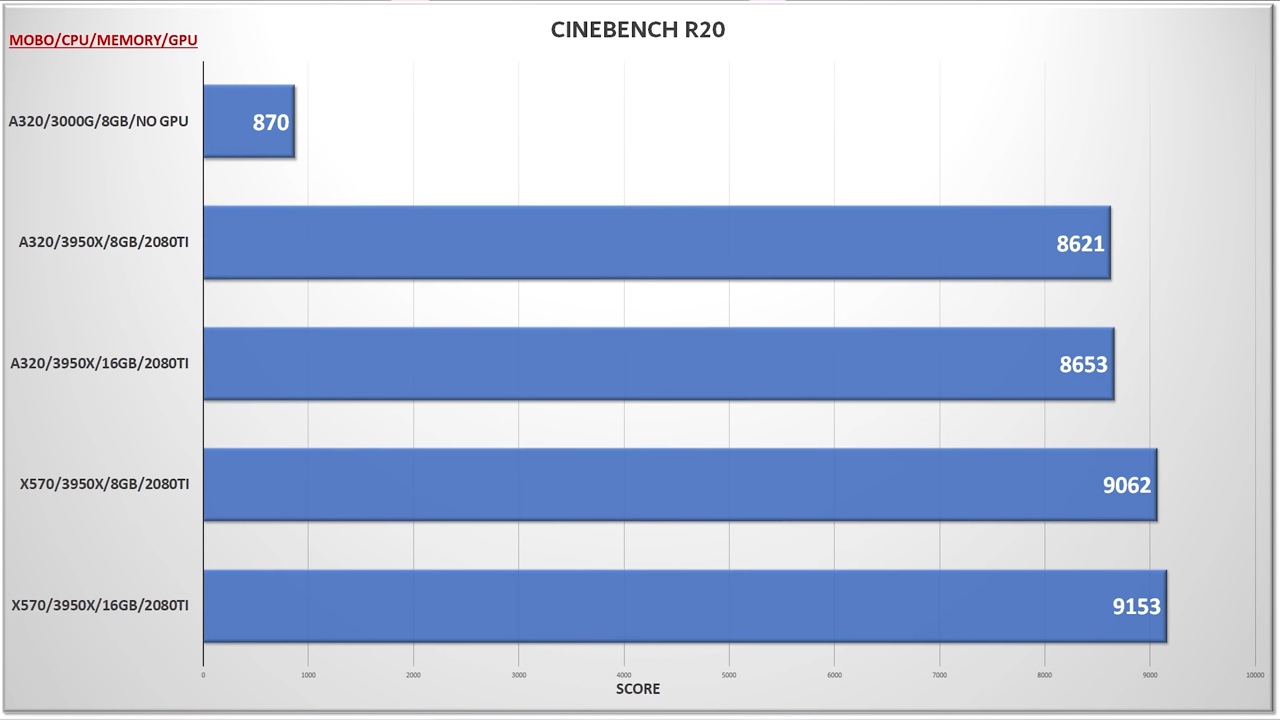 CINEBENCH R20
MOBO/CPU/MEMORY/GPU
A320/3000G/8GB/NO GPU
870
A320/3950X/8GB/2080TI
8621
A320/3950X/16GB/2080TI
8653
X570/3950X/8GB/2080TI
9062
X570/3950X/16GB/2080TI
9153
0 1000 2000 3000 4000 5000 6000 7000 8000 9000 10000
SCORE